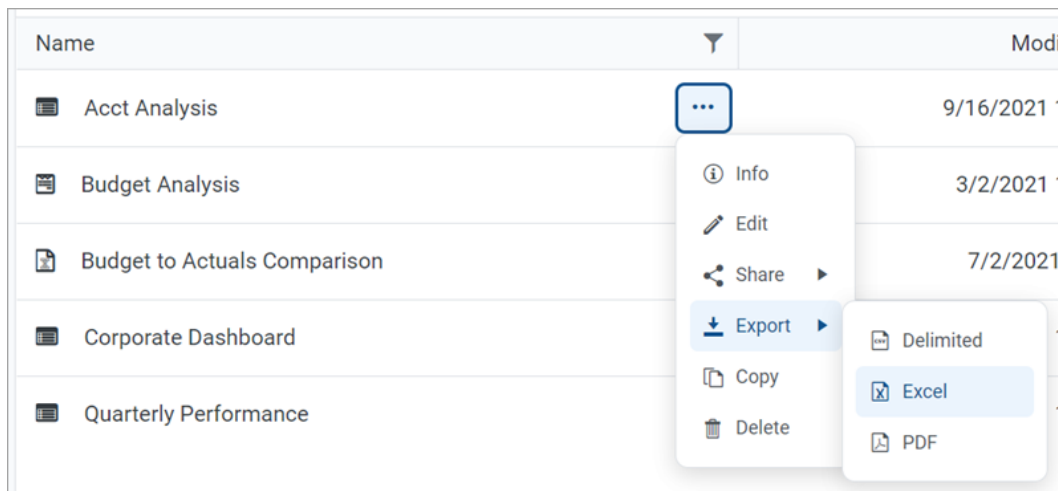 Name Modi
Acct Analysis ... 9/16/2021
Info
Budget Analysis 3/2/2021
Edit
Budget to Actuals Comparison 7/2/2021
Share
Export
Corporate Dashboard
Delimited
Copy
Excel
Quarterly Performance
Delete
PDF